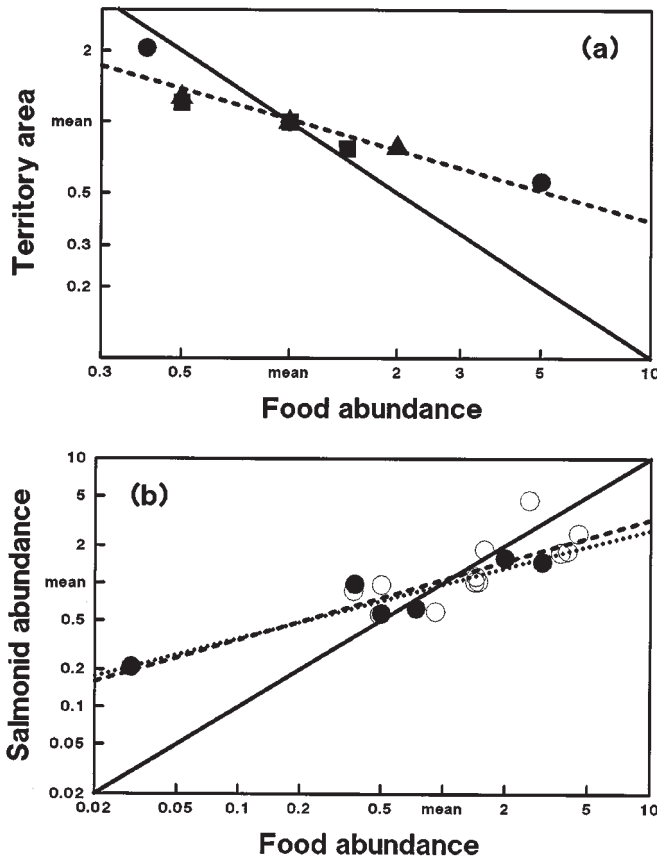 (a)
Territory area
2
mean
0.5
0.3
0.2
0.3 0.5 mean 2 3 5 10
Food abundance
(b)
Salmonid abundance
10
5
2
mean
0.5
0.2
0.1
0.05
0.02
0.02 0.05 0.1 0.2 0.5 mean 2 5 10
Food abundance